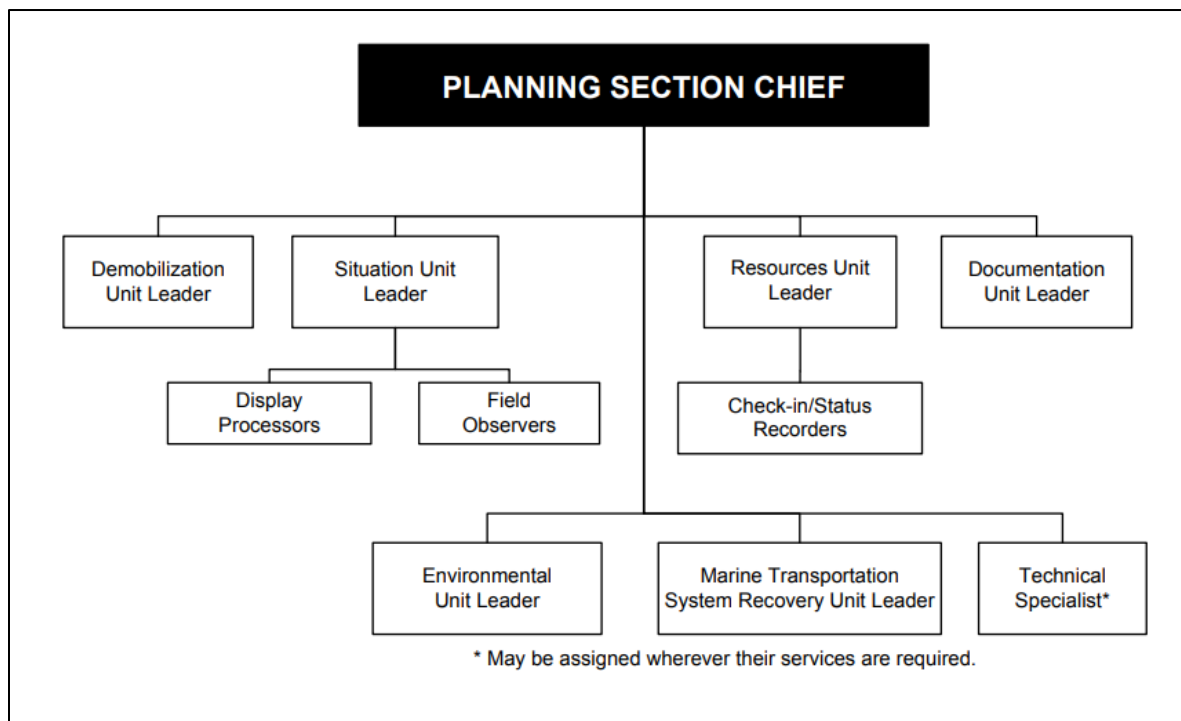 PLANNING SECTION CHIEF
Demobilization
Unit Leader
Situation Unit
Leader
Resources Unit
Leader
Documentation
Unit Leader
Display
Processors
Field
Observers
Check-in/Status
Recorders
Environmental
Unit Leader
Marine Transportation
System Recovery Unit Leader
Technical
Specialist*
* May be assigned wherever their services are required.